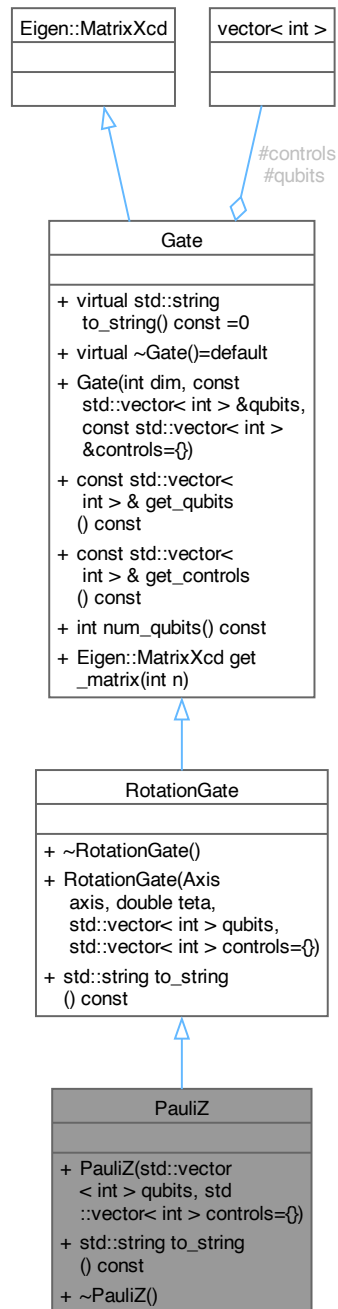 Eigen::MatrixXcd
vector< int >
#controls
#qubits
Gate
+ virtual std::string
to_string() const =0
+ virtual ~Gate()=default
+ Gate(int dim, const
std::vector< int > &qubits,
const std::vector< int >
&controls={})
+ const std::vector<
int > & get_qubits
() const
+ const std::vector<
int > & get_controls
() const
+ int num_qubits() const
+ Eigen::MatrixXcd get
_matrix(int n)
RotationGate
+ ~RotationGate()
+ RotationGate(Axis
axis, double teta,
std::vector< int > qubits,
std::vector< int > controls={})
+ std::string to_string
() const
PauliZ
+ PauliZ(std::vector
< int > qubits, std
::vector< int > controls={})
+ std::string to_string
() const
+ ~PauliZ()